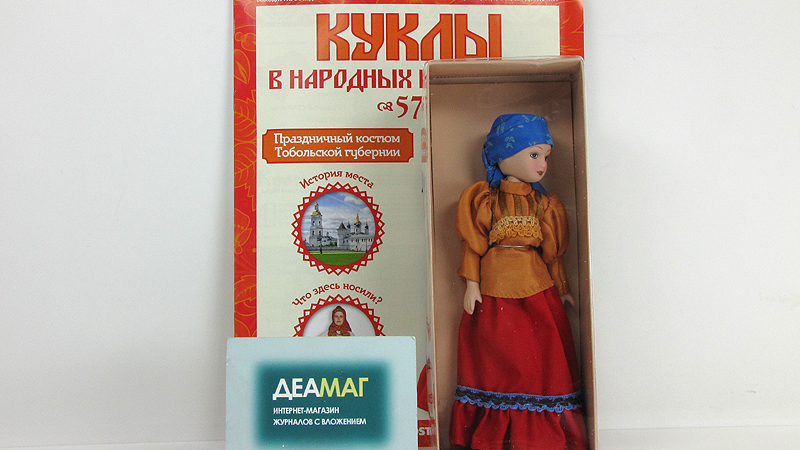 КУКЛЫ
В НАРОДНЫХ
57
Праздничный костюм
Тобольской губернии
История места
Что здесь носили?
ДЕАМАГ
ИНТЕРНЕТ-МАГАЗИН
ЖУРНАЛОВ С ВЛОЖЕНИЕМ